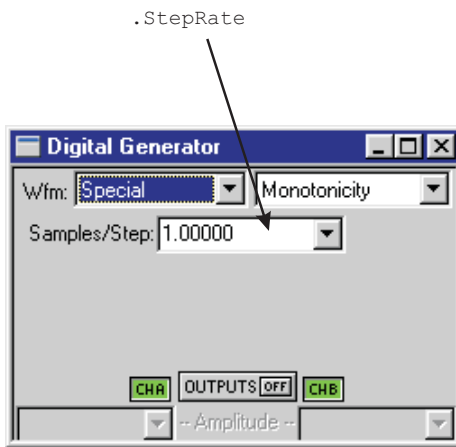 .StepRate
Digital Generator
Wfm: Special Monotonicity
Samples/Step: 1.00000
CHA OUTPUTS OFF CHB
-- Amplitude --